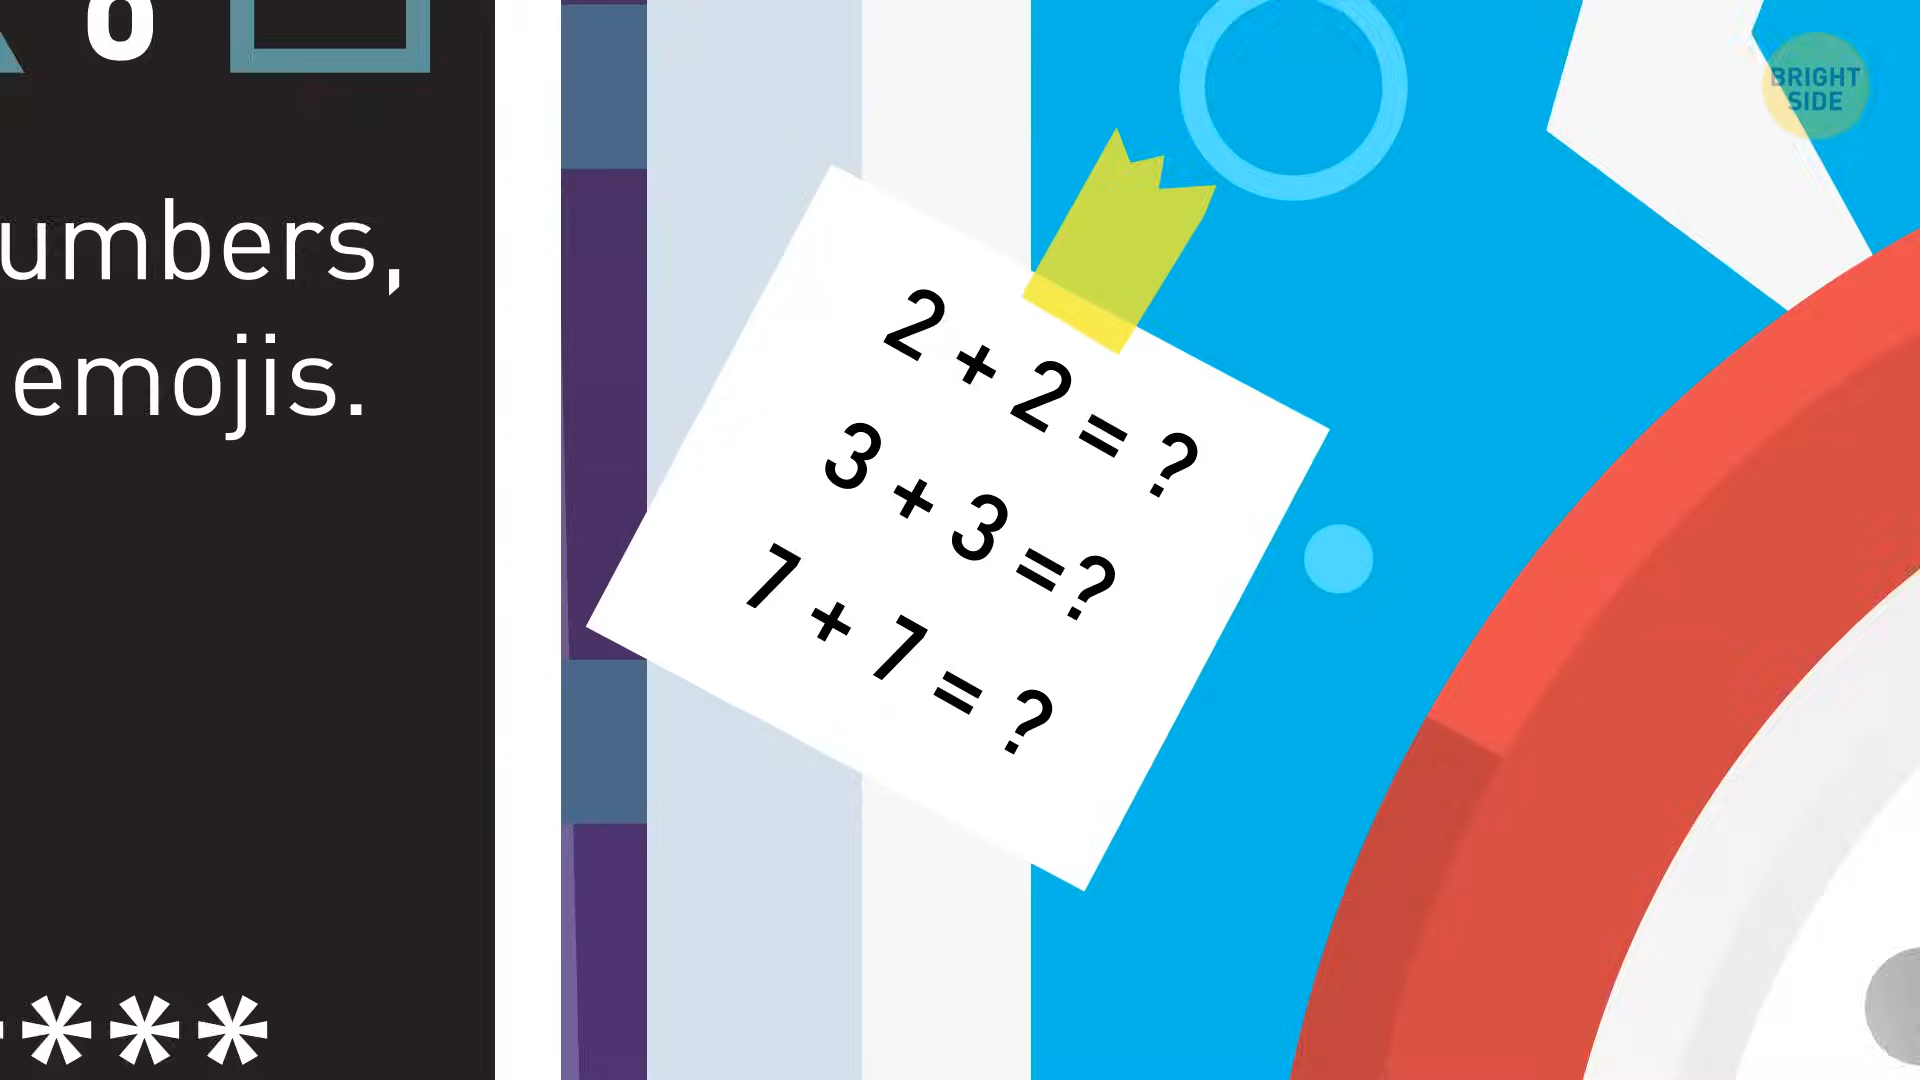 umbers,
emojis.
****
2 + 2 = ?
3 + 3 =?
7 + 7 = ?
BRIGHT
SIDE